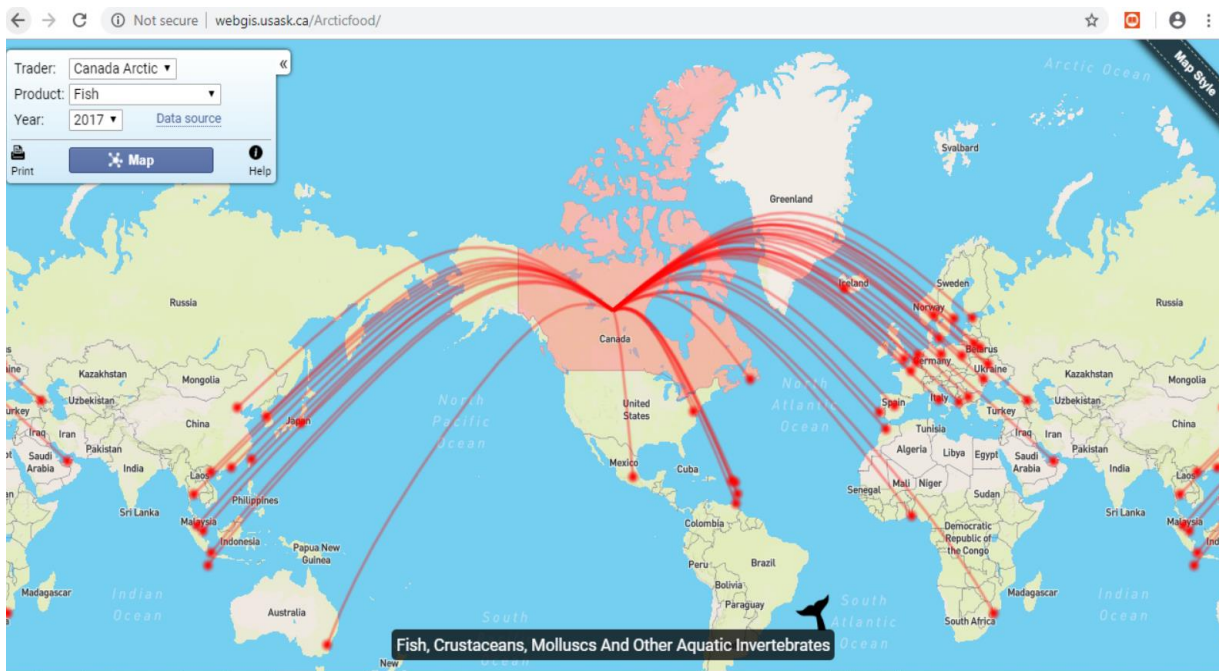 Not secure | webgis.usask.ca/Arcticfood/
Trader: Canada Arctic
Product: Fish
Year: 2017 Data source
Print Map Help
«
Map Style
Arctic Ocean
Svalbard
Greenland
Iceland
Sweden
Norway
Russia
Russia
Canada
Belarus
Germany
Ukraine
Kazakhstan
Mongolia
Kazakhstan
Mongolia
Uzbekistan
Uzbekistan
Spain
Italy
Turkey
China
China
Japan
North
Pacific
Ocean
United
States
North
Atlantic
Ocean
Tunisia
Iraq
Iran
Iraq
Iran
Pakistan
Pakistan
Algeria
Libya
Egypt
Saudi
Arabia
Saudi
Arabia
India
India
Laos
Laos
Mexico
Cuba
Mali
Niger
Senegal
Sudan
Philippines
Sri Lanka
Sri Lanka
Malaysia
Malaysia
Indonesia
Colombia
Democratic
Republic of
the Congo
Papua New
Guinea
Peru
Brazil
Bolivia
Madagascar
Madagascar
Indian
Ocean
Indian
Ocean
Australia
Paraguay
South
South
Atlantic
Ocean
South Africa
Fish, Crustaceans, Molluscs And Other Aquatic Invertebrates
New